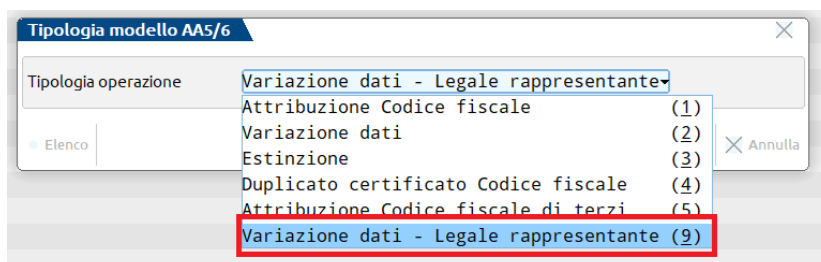 Tipologia modello AA5/6
Tipologia operazione Variazione dati - Legale rappresentante
Attribuzione Codice fiscale (1)
Variazione dati (2)
Elenco
Estinzione (3)
Annulla
Duplicato certificato Codice fiscale (4)
Attribuzione Codice fiscale di terzi (5)
Variazione dati - Legale rappresentante (9)